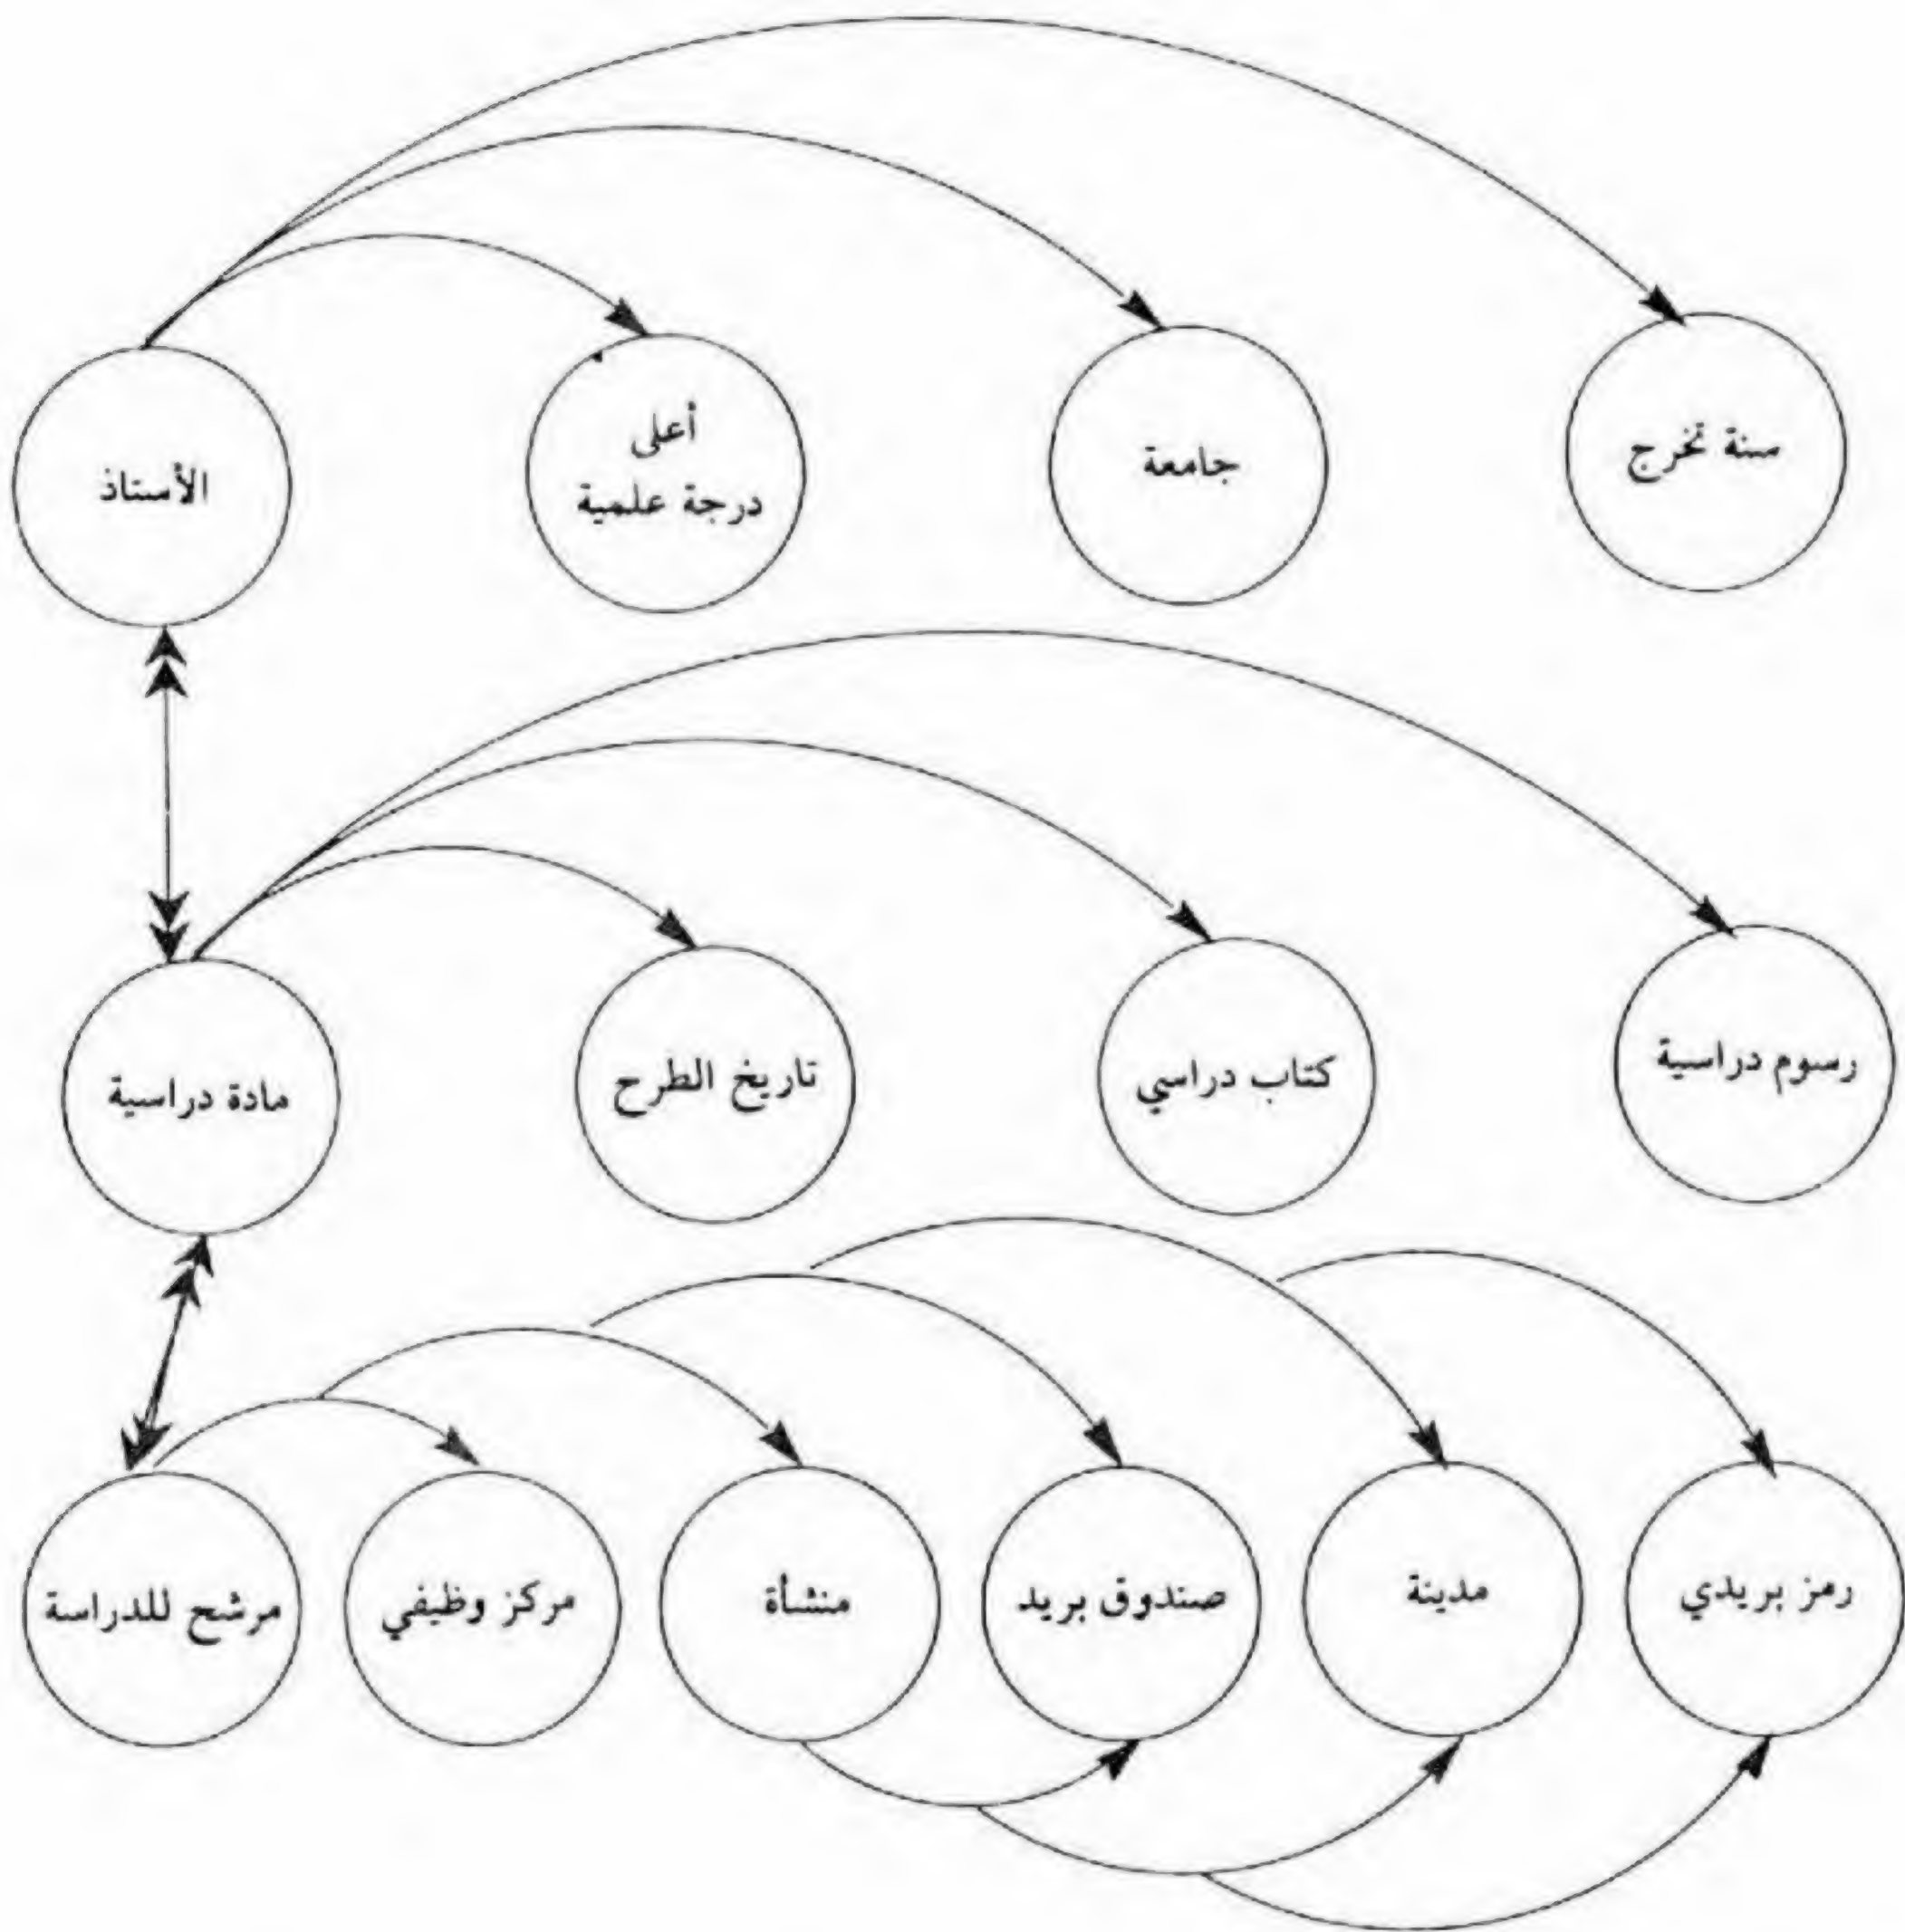 سنة تخرج
جامعة
أعلى
درجة علمية
الأستاذ
رسوم دراسية
كتاب دراسي
تاريخ الطرح
مادة دراسية
رمز بريدي
مدينة
صندوق بريد
منشأة
مركز وظيفي
مرشح للدراسة